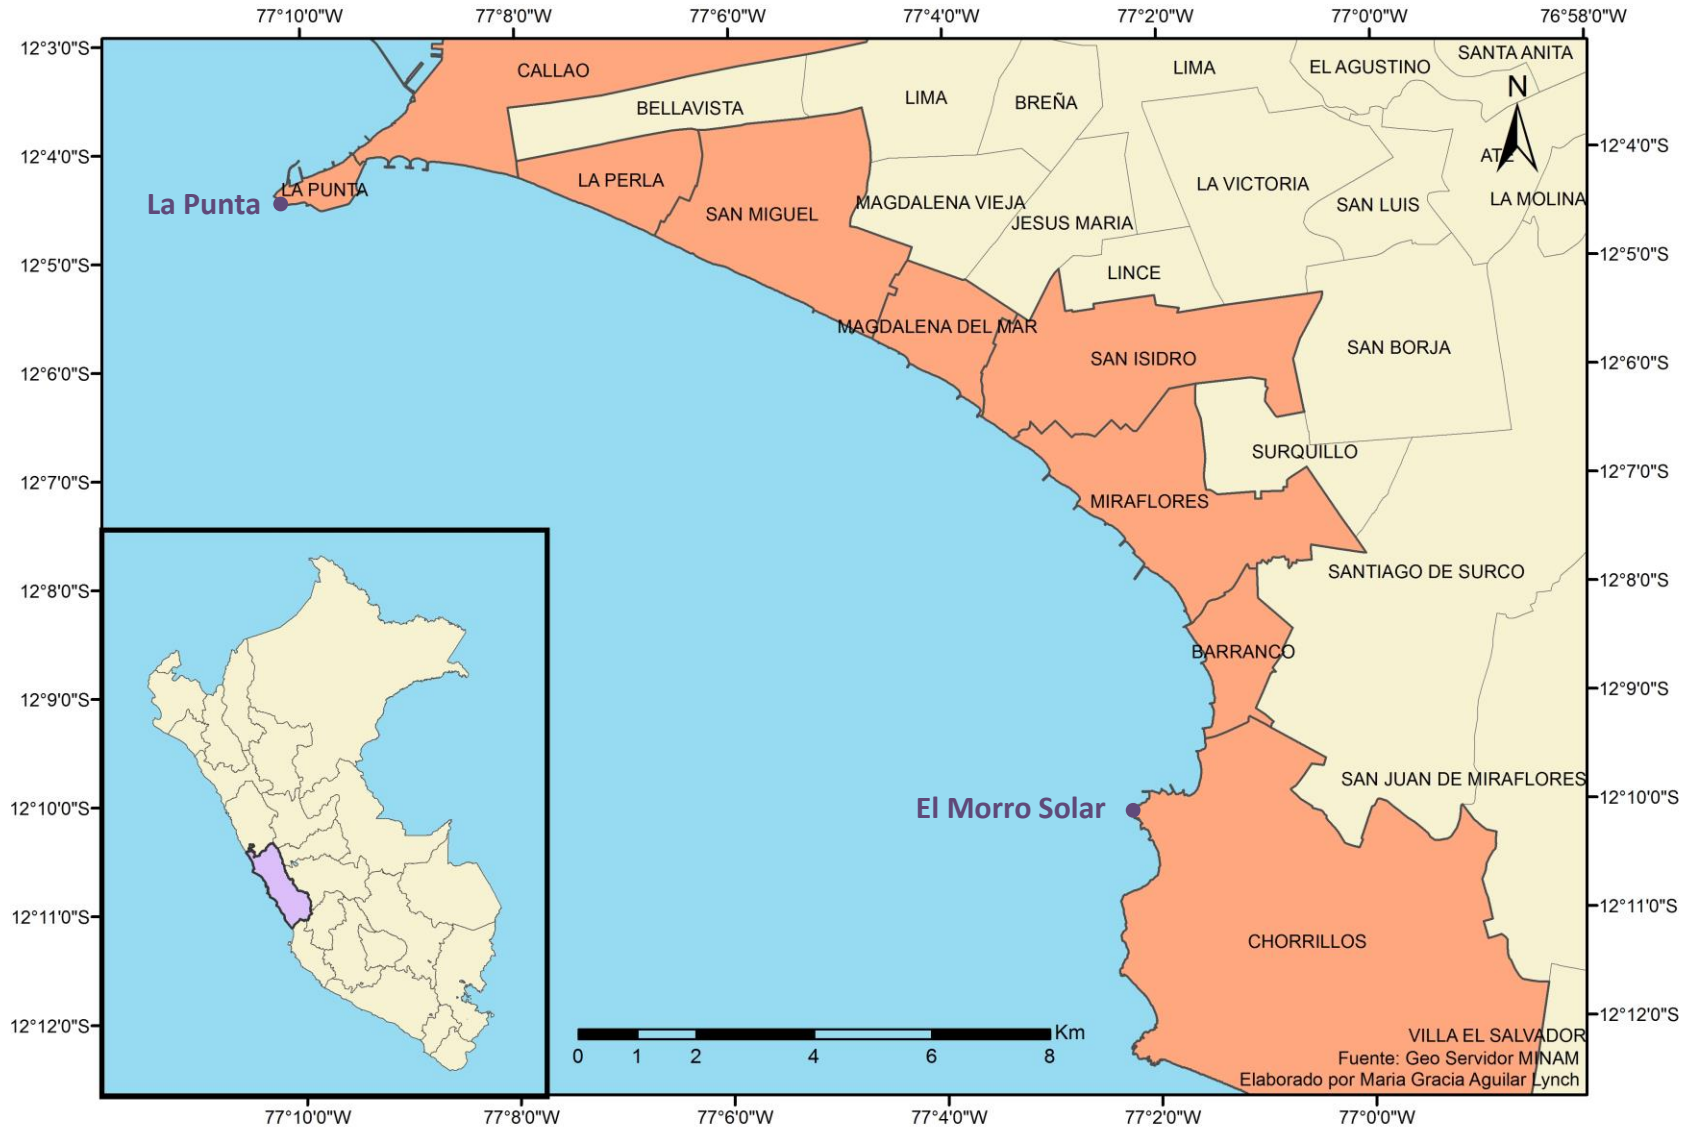 77°10'0"W 77°8'0"W 77°6'0"W 77°4'0"W 77°2'0"W 77°0'0"W 76°58'0"W
12°3'0"S
12°4'0"S
12°5'0"S
12°6'0"S
12°7'0"S
12°8'0"S
12°9'0"S
12°10'0"S
12°11'0"S
12°12'0"S
CALLAO
BELLAVISTA
LIMA
BREÑA
LIMA
EL AGUSTINO
SANTA ANITA
N
ATE
LA PUNTA
La Punta
LA PERLA
SAN MIGUEL
MAGDALENA VIEJA
JESUS MARIA
LA VICTORIA
SAN LUIS
LA MOLINA
LINCE
MAGDALENA DEL MAR
SAN ISIDRO
SAN BORJA
SURQUILLO
MIRAFLORES
SANTIAGO DE SURCO
BARRANCO
SAN JUAN DE MIRAFLORES
El Morro Solar
CHORRILLOS
VILLA EL SALVADOR
Fuente: Geo Servidor MINAM
Elaborado por Maria Gracia Aguilar Lynch
Km
0 1 2 4 6 8
12°4'0"S
12°5'0"S
12°6'0"S
12°7'0"S
12°8'0"S
12°9'0"S
12°10'0"S
12°11'0"S
12°12'0"S
77°10'0"W 77°8'0"W 77°6'0"W 77°4'0"W 77°2'0"W 77°0'0"W